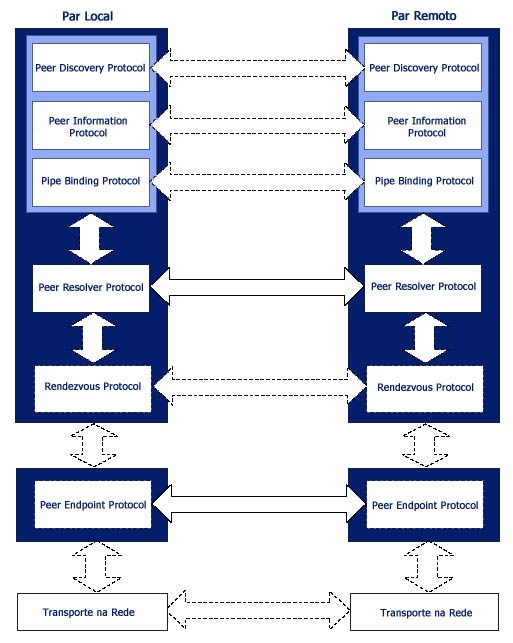 Par Local
Par Remoto
Peer Discovery Protocol
Peer Discovery Protocol
Peer Information
Protocol
Peer Information
Protocol
Pipe Binding Protocol
Pipe Binding Protocol
Peer Resolver Protocol
Peer Resolver Protocol
Rendezvous Protocol
Rendezvous Protocol
Peer Endpoint Protocol
Peer Endpoint Protocol
Transporte na Rede
Transporte na Rede